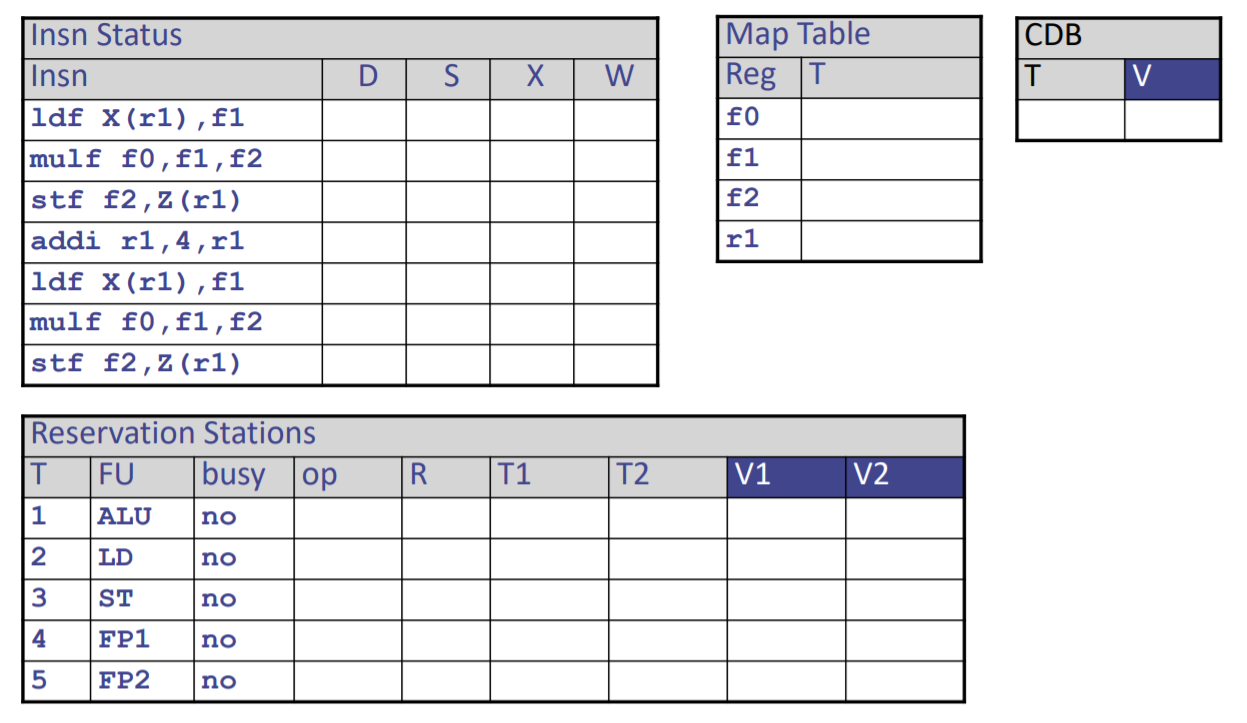 Insn Status
Insn D S X W
ldf X(r1),f1
mulf f0,f1,f2
stf f2,Z(r1)
addi r1,4,r1
ldf X(r1),f1
mulf f0,f1,f2
stf f2,Z(r1)
Map Table
Reg T
f0
f1
f2
r1
CDB
T V
Reservation Stations
T FU busy op R T1 T2 V1 V2
1 ALU no
2 LD no
3 ST no
4 FP1 no
5 FP2 no